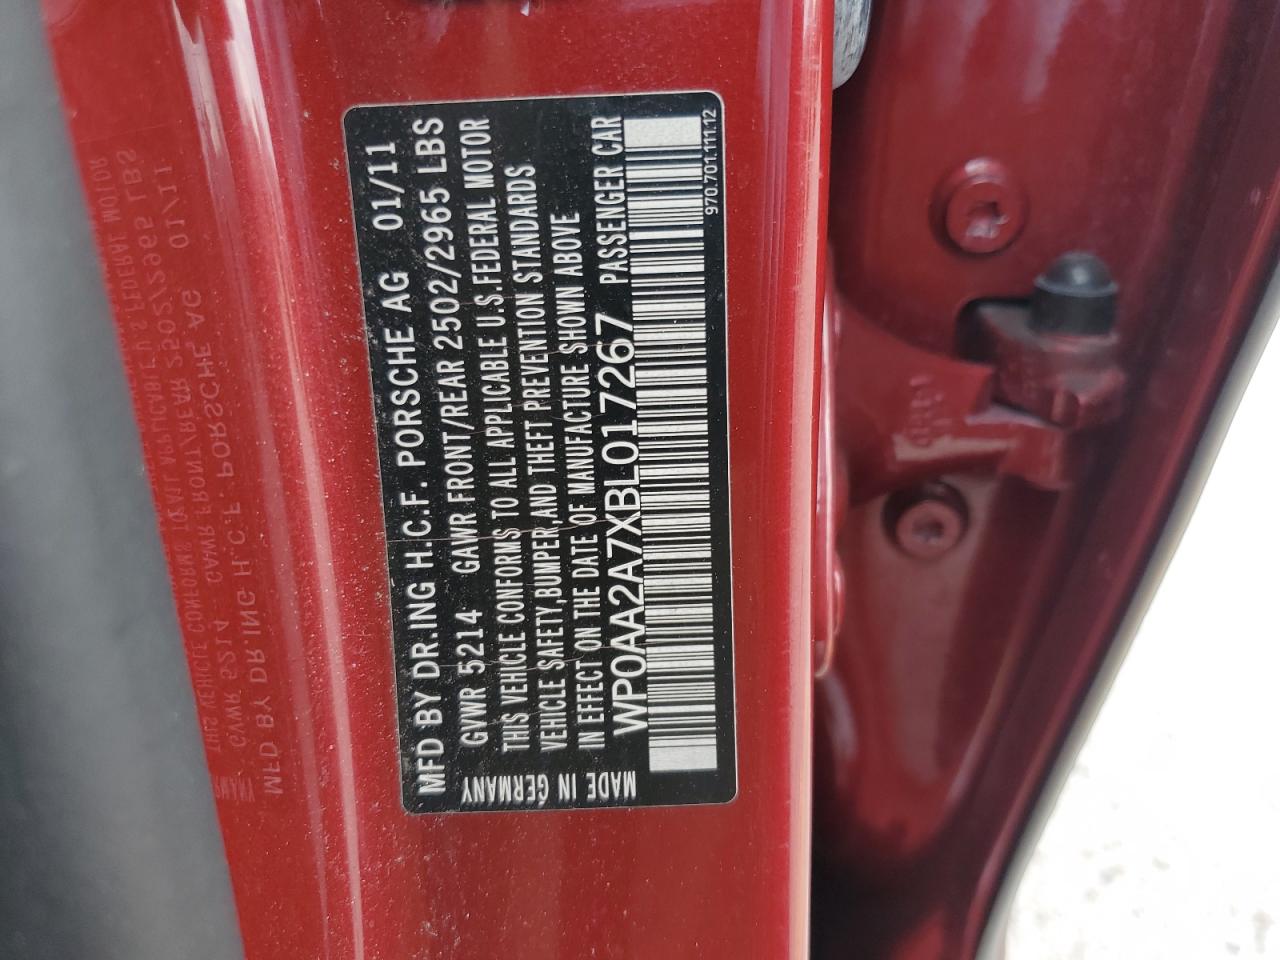 MFD BY DR.ING H.C.F. PORSCHE AG 01/11
GVWR 5214 GAWR FRONT/REAR 2502/2965 LBS
THIS VEHICLE CONFORMS TO ALL APPLICABLE U.S.FEDERAL MOTOR
VEHICLE SAFETY,BUMPER,AND THEFT PREVENTION STANDARDS
IN EFFECT ON THE DATE OF MANUFACTURE SHOWN ABOVE
WP0AA2A7XBL017267 PASSENGER CAR
970.701.111.12
MADE IN GERMANY